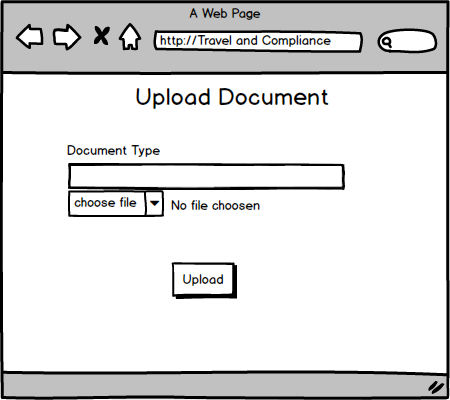 A Web Page
http://Travel and Compliance
Upload Document
Document Type
choose file
No file choosen
Upload